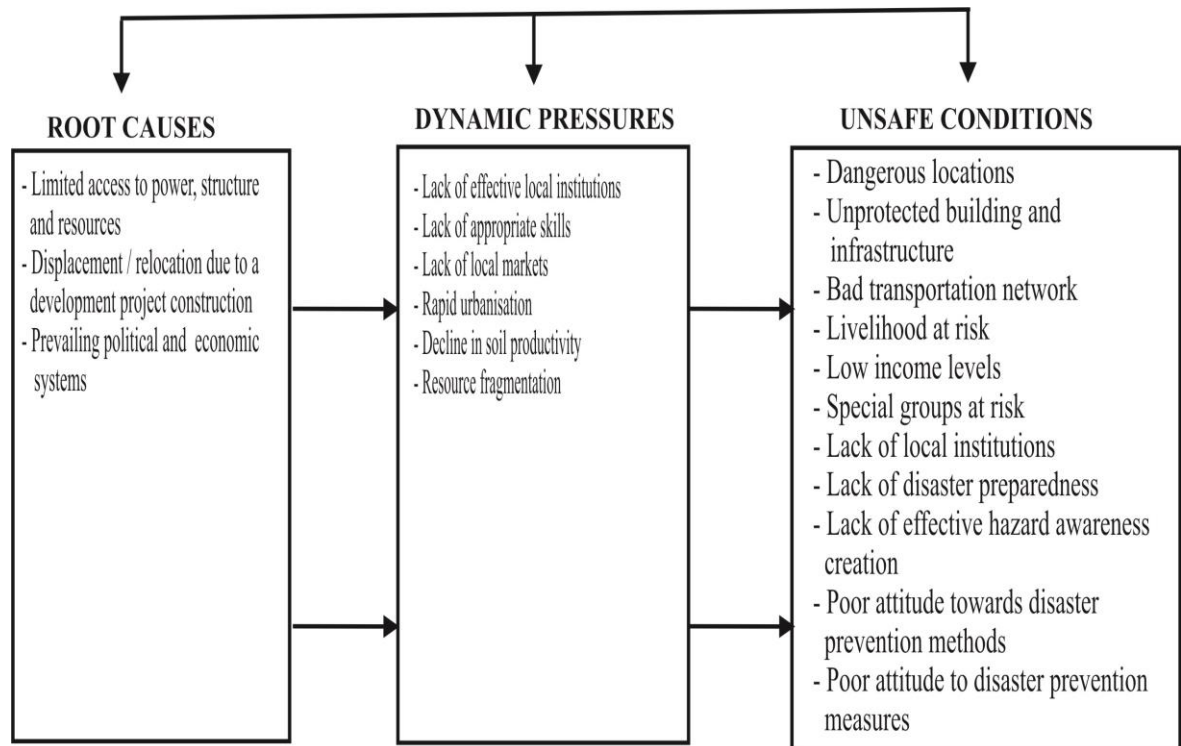 ROOT CAUSES
- Limited access to power, structure
and resources
- Displacement / relocation due to a
development project construction
- Prevailing political and economic
systems
DYNAMIC PRESSURES
- Lack of effective local institutions
- Lack of appropriate skills
- Lack of local markets
- Rapid urbanisation
- Decline in soil productivity
- Resource fragmentation
UNSAFE CONDITIONS
- Dangerous locations
- Unprotected building and
infrastructure
- Bad transportation network
- Livelihood at risk
- Low income levels
- Special groups at risk
- Lack of local institutions
- Lack of disaster preparedness
- Lack of effective hazard awareness
creation
- Poor attitude towards disaster
prevention methods
- Poor attitude to disaster prevention
measures